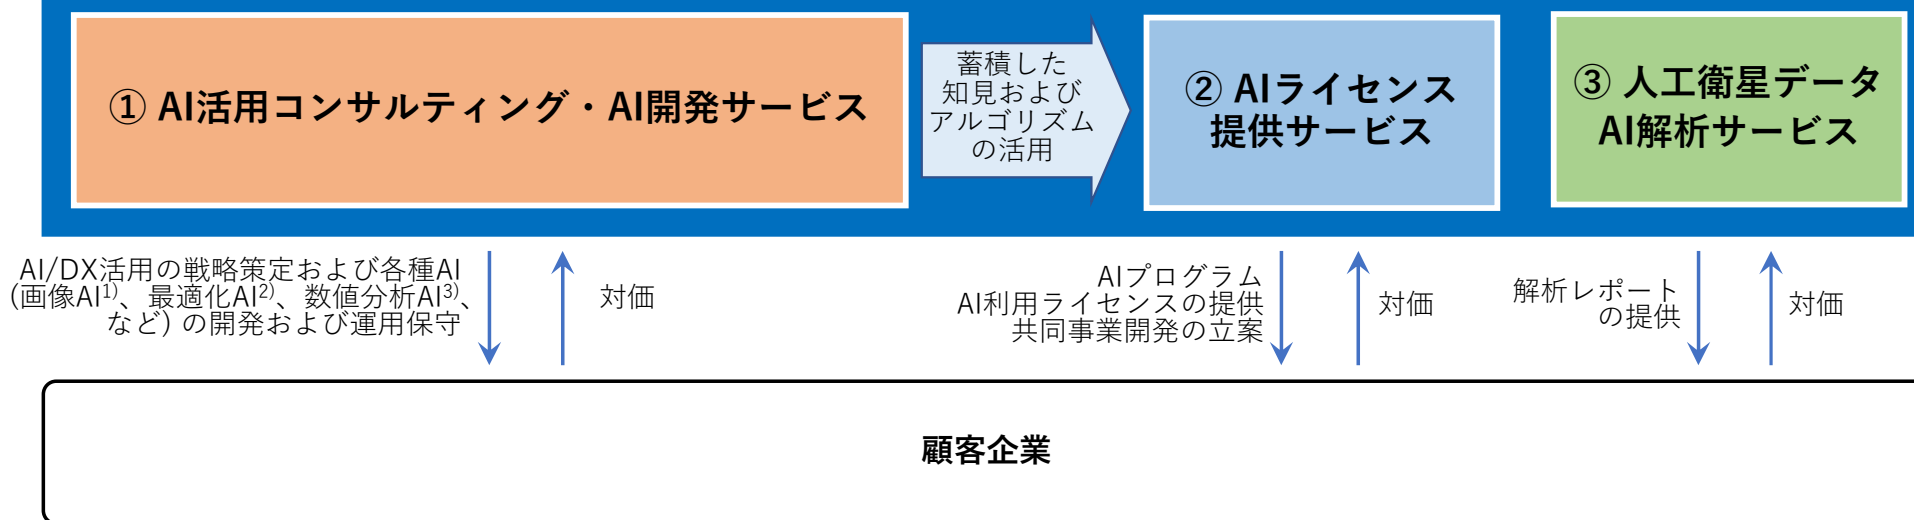 ① AI活用コンサルティング・AI開発サービス
蓄積した
知見および
アルゴリズム
の活用
② AIライセンス
提供サービス
③ 人工衛星データ
AI解析サービス
AI/DX活用の戦略策定および各種AI
(画像AI1)、最適化AI2)、数値分析AI3)、
など) の開発および運用保守
対価
AIプログラム
AI利用ライセンスの提供
共同事業開発の立案
対価
解析レポート
の提供
対価
顧客企業